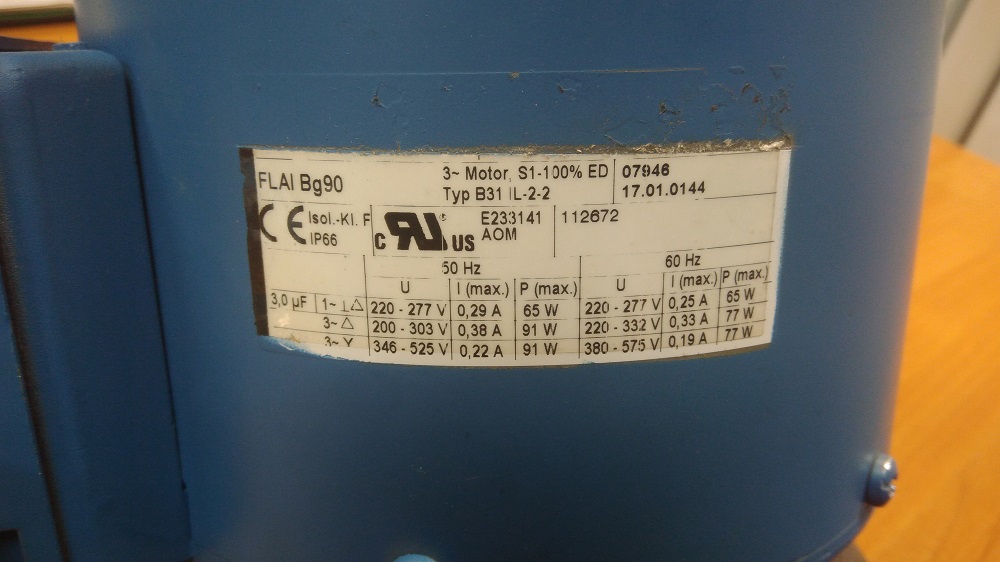 FLAI Bg90
3~ Motor, S1-100% ED
Typ B31 IL-2-2
07946
17.01.0144
CE
Isol.-Kl. F
IP66
c RU ® US
E233141
AOM
112672
50 Hz 60 Hz
U I (max.) P (max.) U I (max.) P (max.)
3,0 µF 1~ ⊥ △ 220 - 277 V 0,29 A 65 W 220 - 277 V 0,25 A 65 W
3~ △ 200 - 303 V 0,38 A 91 W 220 - 332 V 0,33 A 77 W
3~ Y 346 - 525 V 0,22 A 91 W 380 - 575 V 0,19 A 77 W